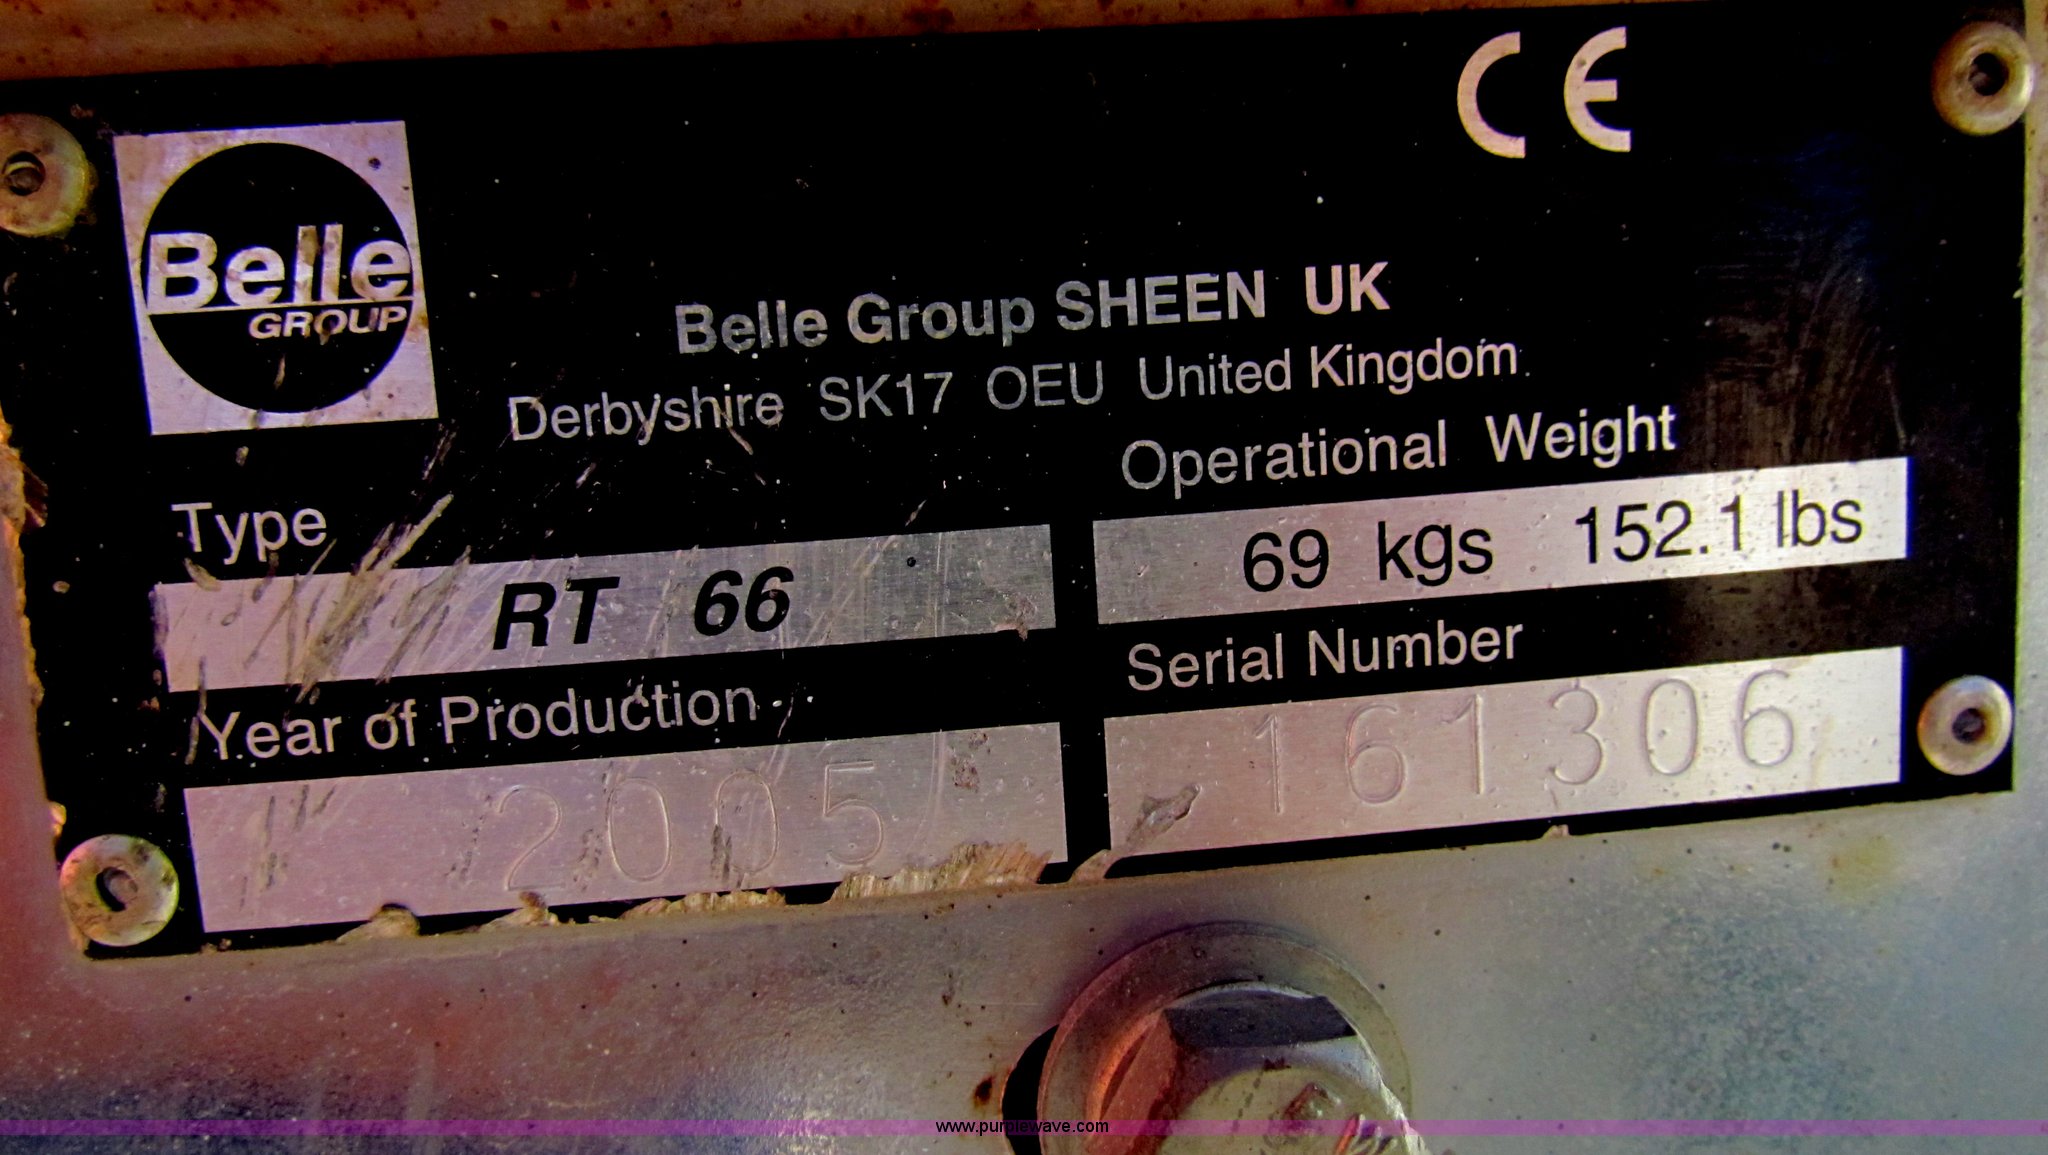 CE
Belle
GROUP
Belle Group SHEEN UK
Derbyshire SK17 OEU United Kingdom.
Type
RT 66
Operational Weight
69 kgs 152.1 lbs
Year of Production
2005
Serial Number
161306
www.purplewave.com